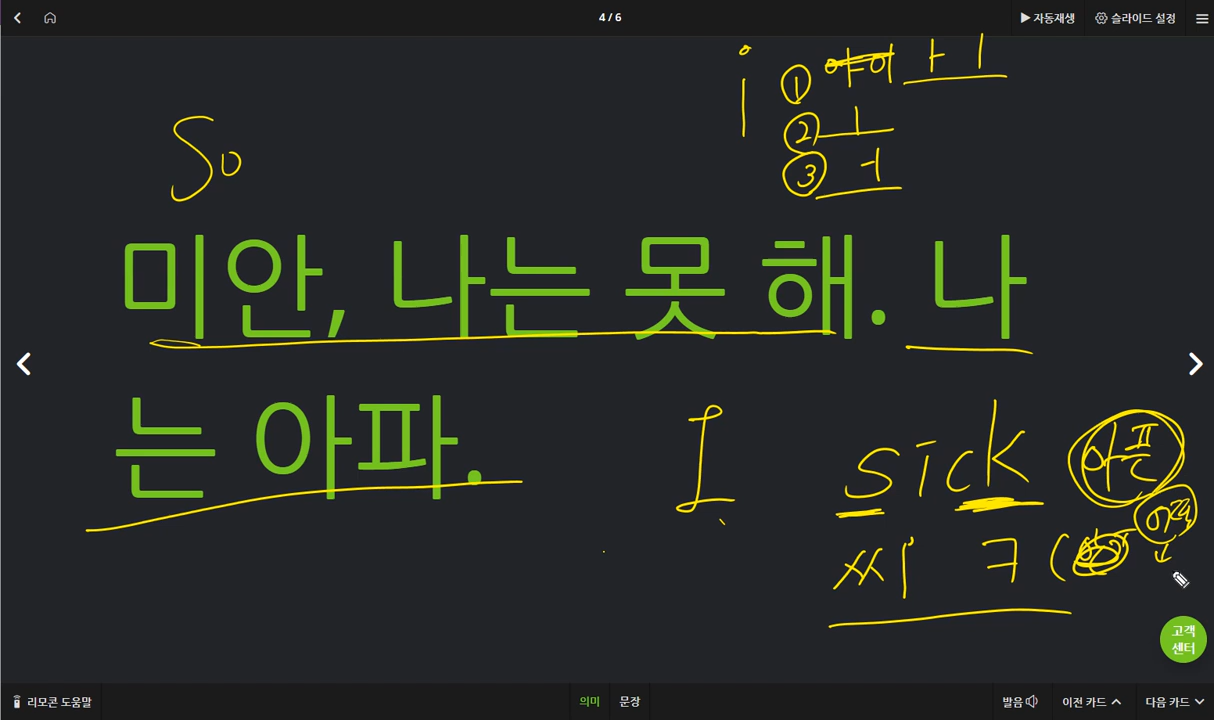 4 / 6
자동재생
슬라이드 설정
i ① ㅏ ㅣ
② ㅣ
③ ㅓ
So
미안, 나는 못 해. 나
는 아파.
I sick
씨 ㅋ
고객
센터
리모콘 도움말
의미
문장
발음
이전 카드
다음 카드